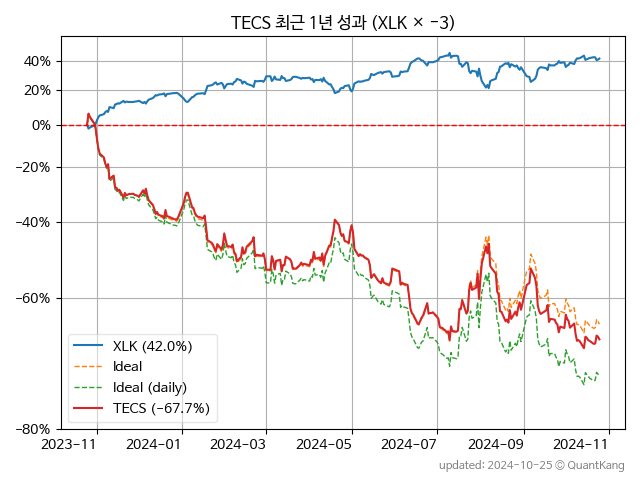 TECS 최근 1년 성과 (XLK × −3)
40%
20%
0%
−20%
−40%
−60%
−80%
XLK (42.0%)
Ideal
Ideal (daily)
TECS (−67.7%)
2023-11 2024-01 2024-03 2024-05 2024-07 2024-09 2024-11
updated: 2024-10-25 ⓒ QuantKang